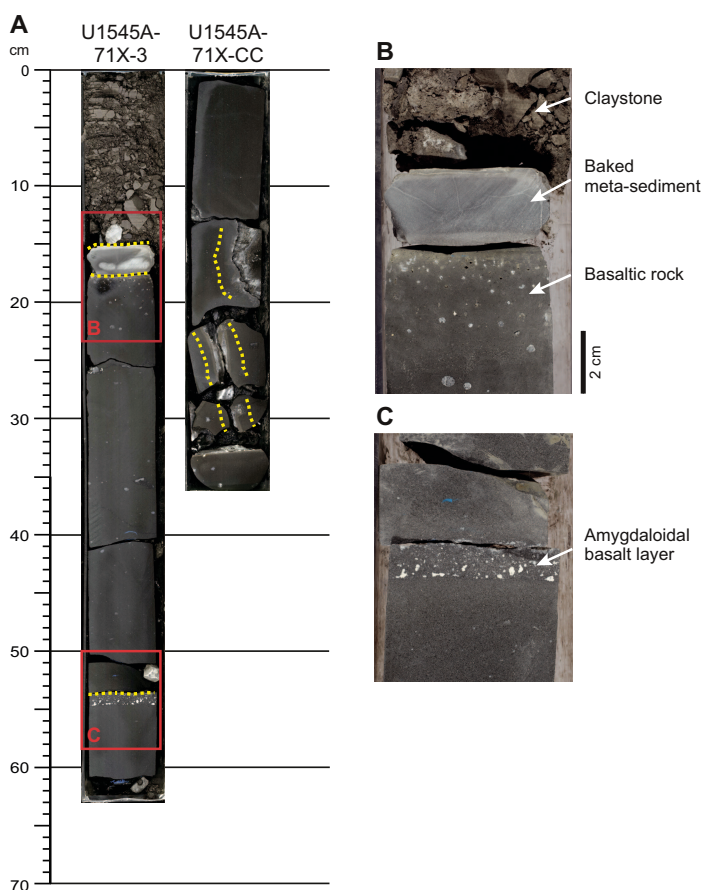 A
U1545A-
71X-3
U1545A-
71X-CC
cm
0
10
20
30
40
50
60
70
B
C
B
Claystone
Baked
meta-sediment
Basaltic rock
2 cm
C
Amygdaloidal
basalt layer